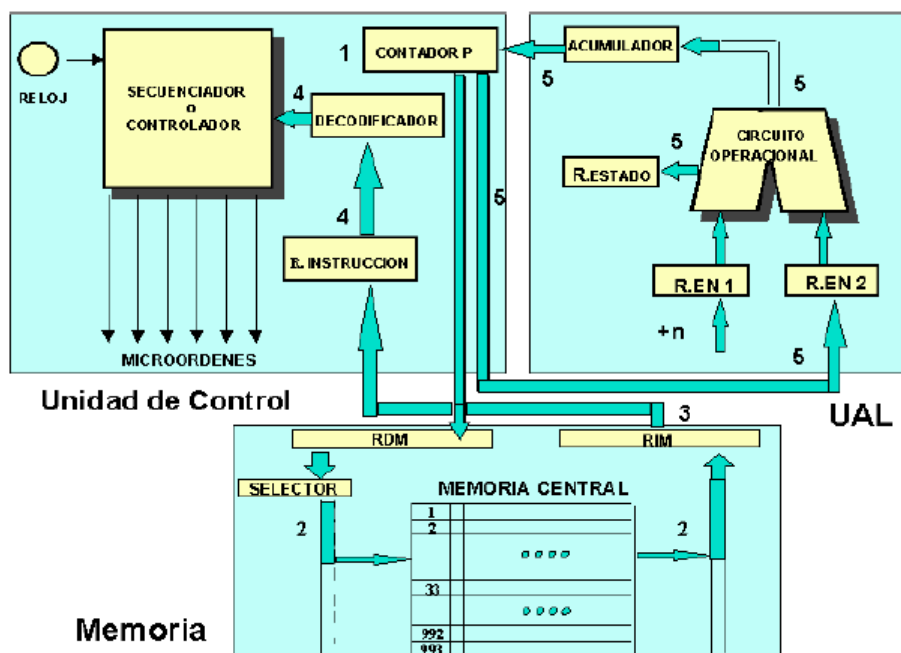 RELOJ
SECUENCIADOR
o
CONTROLADOR
1
CONTADOR P
5
ACUMULADOR
5
4
DECODIFICADOR
4
R. INSTRUCCION
5
5
R.ESTADO
CIRCUITO
OPERACIONAL
R.EN 1
R.EN 2
+n
5
MICROORDENES
Unidad de Control
UAL
3
RDM
RIM
SELECTOR
MEMORIA CENTRAL
2
1
2
33
992
993
2
Memoria